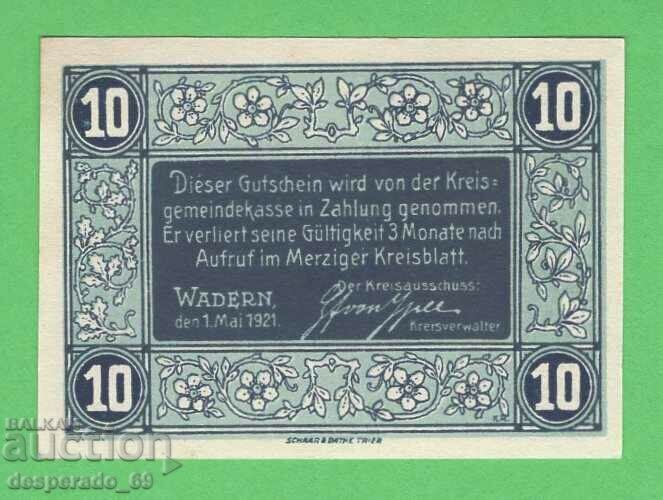 10 10
Dieser Gutschein wird von der Kreis=
gemeindekasse in Zahlung genommen.
Er verliert seine Gültigkeit 3 Monate nach
Aufruf im Merziger Kreisblatt.
Der Kreisausschuss:
WADERN,
den 1. Mai 1921.
Kreisverwalter
10 10
SCHAAR & DATHE TRIER
BALKAN
auction
desperado_69